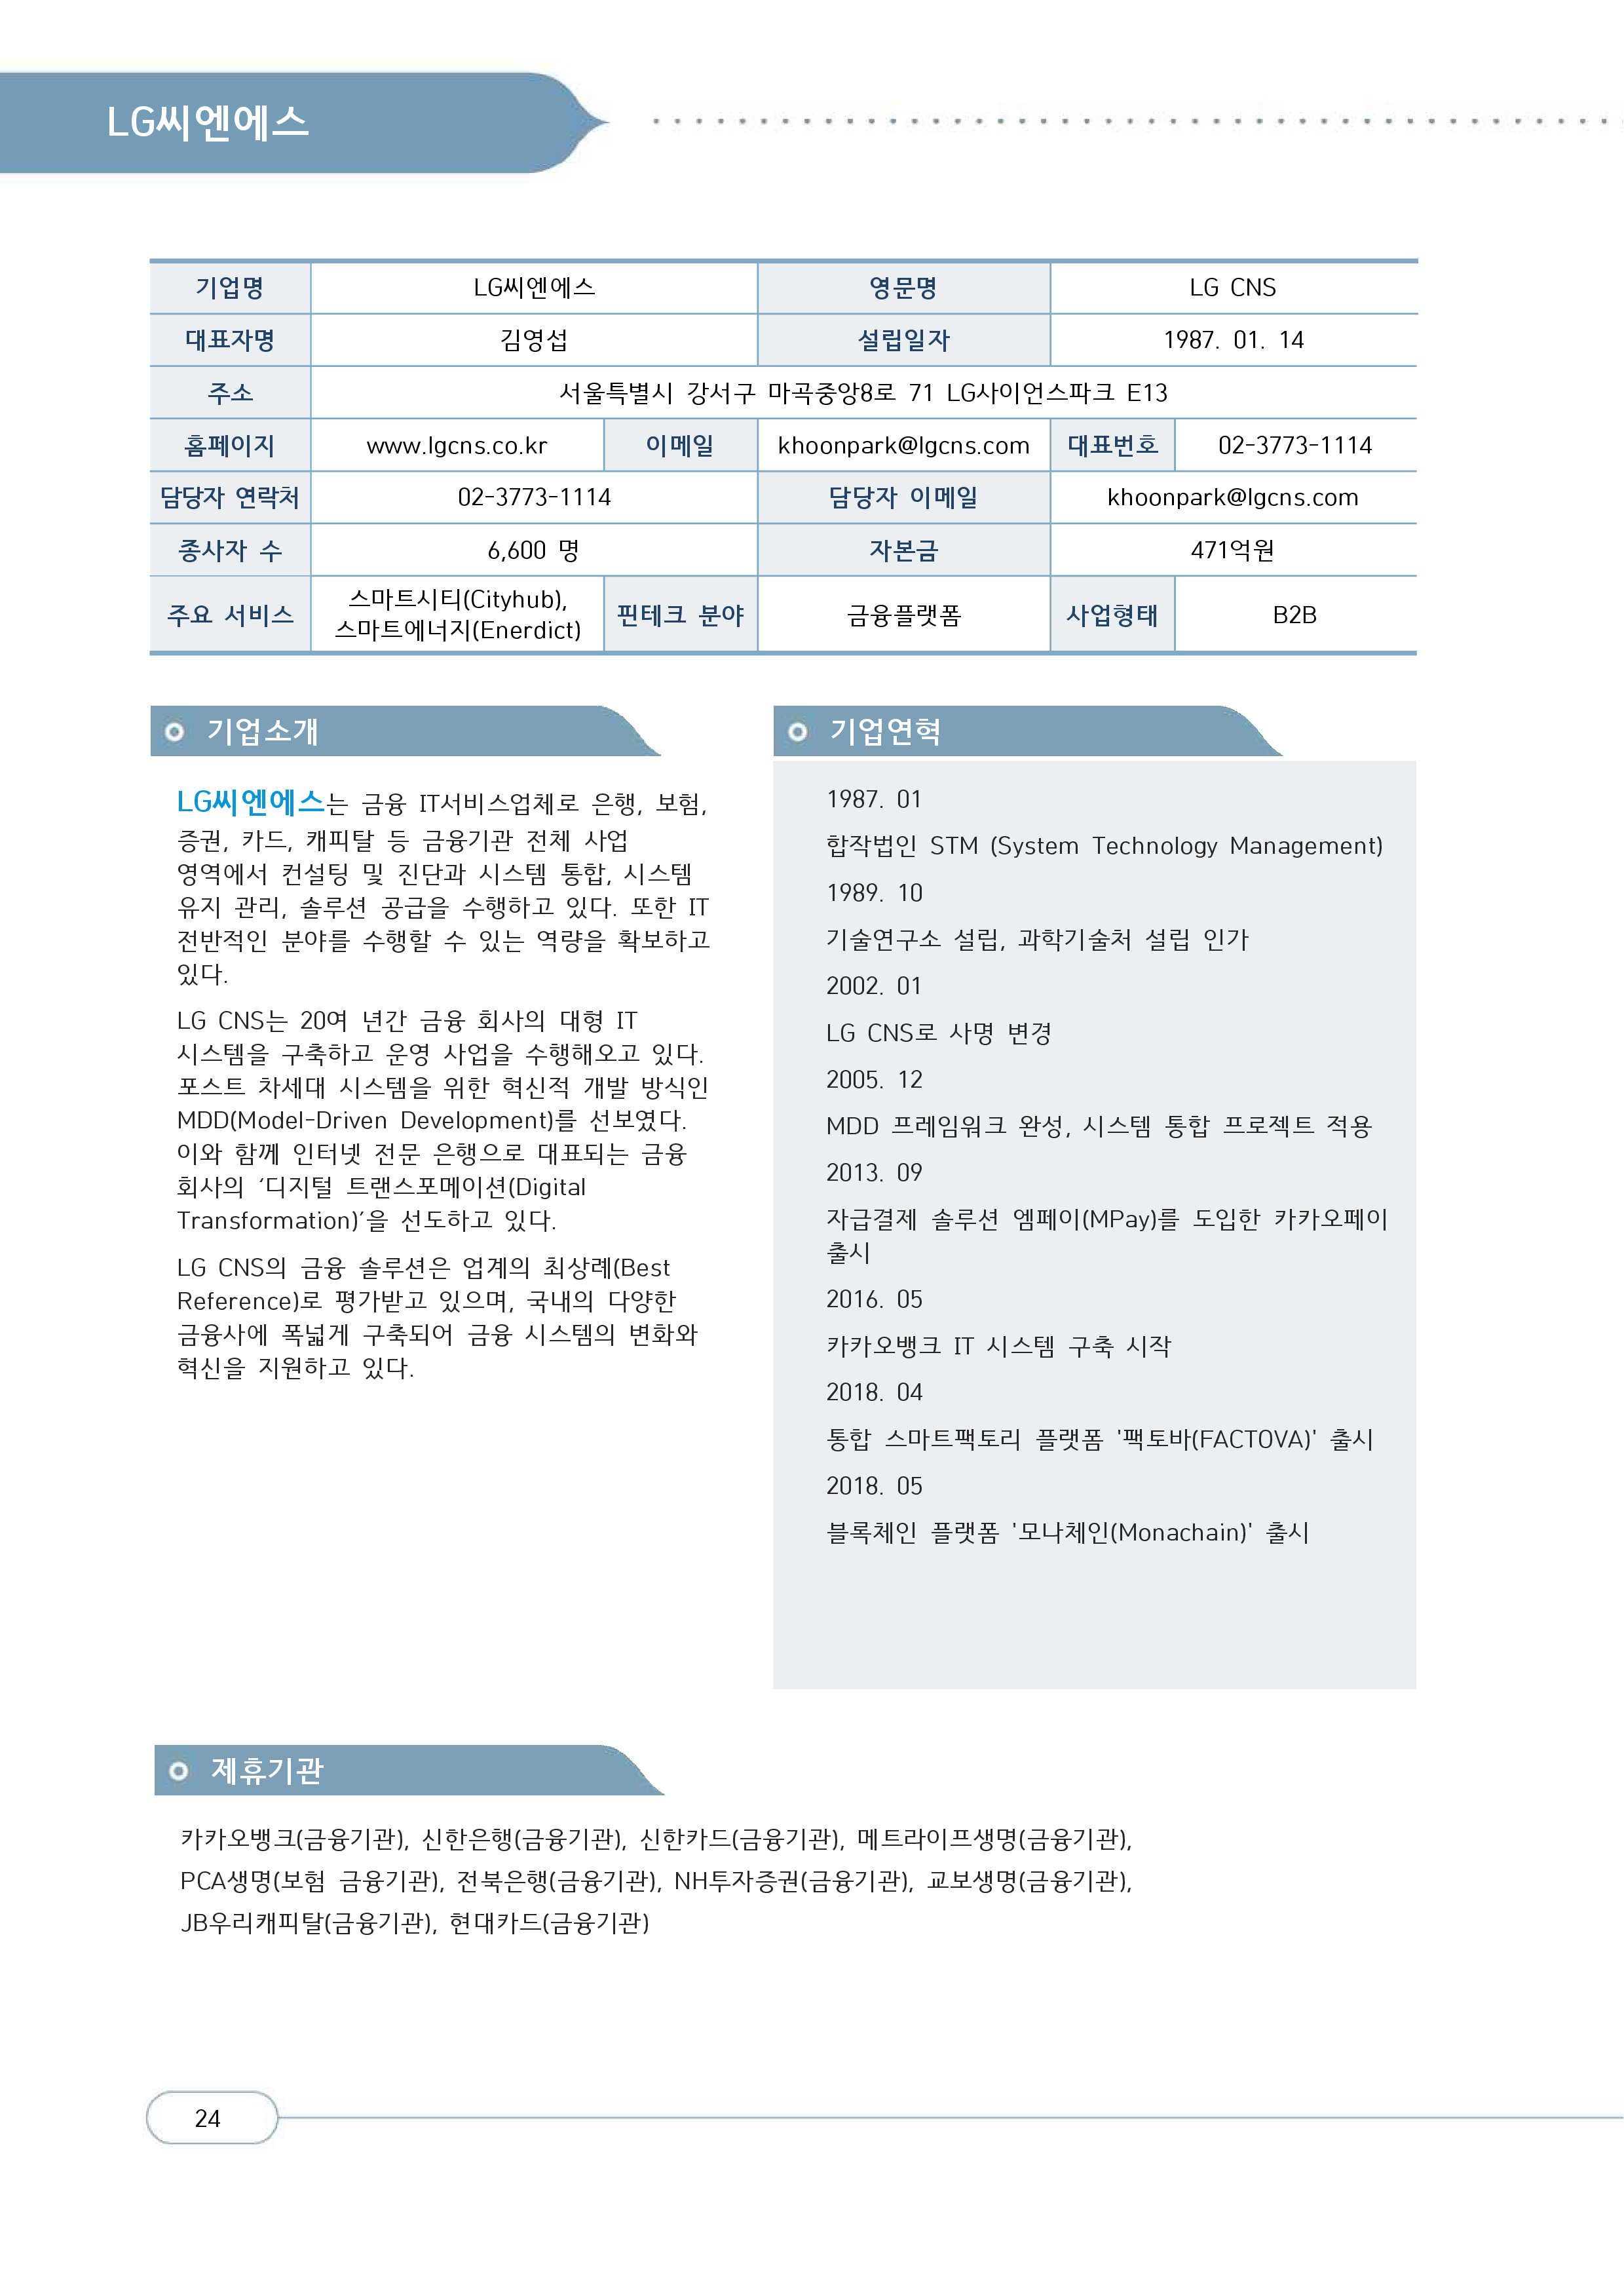 LG씨엔에스
기업명 LG씨엔에스 영문명 LG CNS
대표자명 김영섭 설립일자 1987. 01. 14
주소 서울특별시 강서구 마곡중앙8로 71 LG사이언스파크 E13
홈페이지 www.lgcns.co.kr 이메일 khoonpark@lgcns.com 대표번호 02-3773-1114
담당자 연락처 02-3773-1114 담당자 이메일 khoonpark@lgcns.com
종사자 수 6,600 명 자본금 471억원
주요 서비스 스마트시티(Cityhub),
스마트에너지(Enerdict) 핀테크 분야 금융플랫폼 사업형태 B2B
기업소개
LG씨엔에스는 금융 IT서비스업체로 은행, 보험,
증권, 카드, 캐피탈 등 금융기관 전체 사업
영역에서 컨설팅 및 진단과 시스템 통합, 시스템
유지 관리, 솔루션 공급을 수행하고 있다. 또한 IT
전반적인 분야를 수행할 수 있는 역량을 확보하고
있다.
LG CNS는 20여 년간 금융 회사의 대형 IT
시스템을 구축하고 운영 사업을 수행해오고 있다.
포스트 차세대 시스템을 위한 혁신적 개발 방식인
MDD(Model-Driven Development)를 선보였다.
이와 함께 인터넷 전문 은행으로 대표되는 금융
회사의 ‘디지털 트랜스포메이션(Digital
Transformation)’을 선도하고 있다.
LG CNS의 금융 솔루션은 업계의 최상례(Best
Reference)로 평가받고 있으며, 국내의 다양한
금융사에 폭넓게 구축되어 금융 시스템의 변화와
혁신을 지원하고 있다.
기업연혁
1987. 01
합작법인 STM (System Technology Management)
1989. 10
기술연구소 설립, 과학기술처 설립 인가
2002. 01
LG CNS로 사명 변경
2005. 12
MDD 프레임워크 완성, 시스템 통합 프로젝트 적용
2013. 09
자급결제 솔루션 엠페이(MPay)를 도입한 카카오페이
출시
2016. 05
카카오뱅크 IT 시스템 구축 시작
2018. 04
통합 스마트팩토리 플랫폼 '팩토바(FACTOVA)' 출시
2018. 05
블록체인 플랫폼 '모나체인(Monachain)' 출시
제휴기관
카카오뱅크(금융기관), 신한은행(금융기관), 신한카드(금융기관), 메트라이프생명(금융기관),
PCA생명(보험 금융기관), 전북은행(금융기관), NH투자증권(금융기관), 교보생명(금융기관),
JB우리캐피탈(금융기관), 현대카드(금융기관)
24